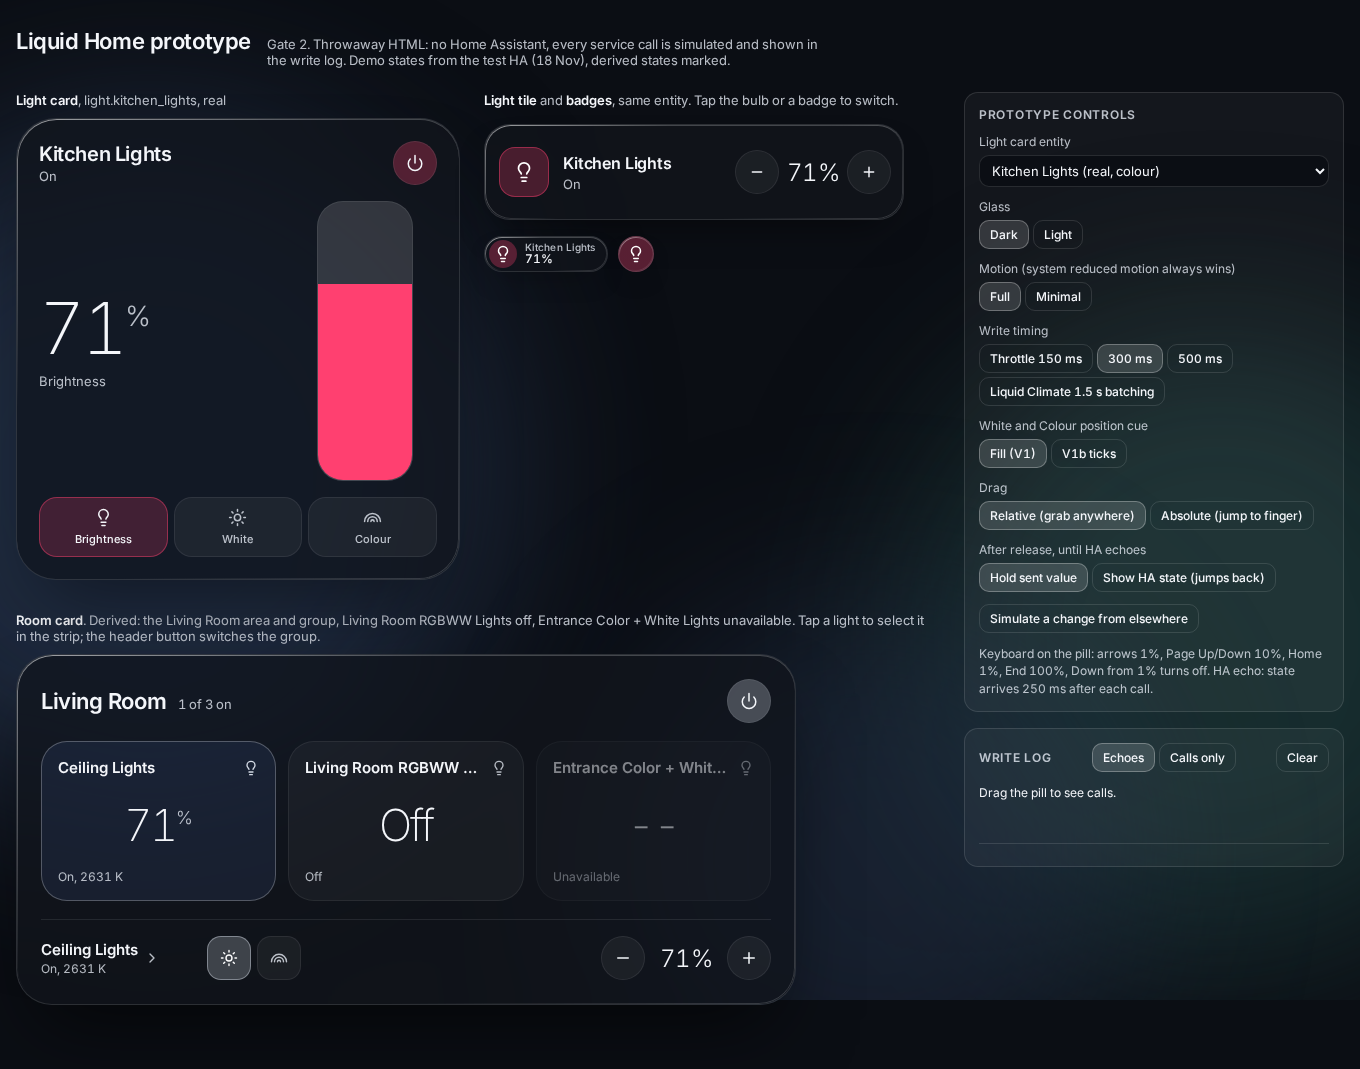 Liquid Home prototype
Gate 2. Throwaway HTML: no Home Assistant, every service call is simulated and shown in
the write log. Demo states from the test HA (18 Nov), derived states marked.
Light card, light.kitchen_lights, real
Kitchen Lights
On
71%
Brightness
Brightness
White
Colour
Light tile and badges, same entity. Tap the bulb or a badge to switch.
Kitchen Lights
On
− 71% +
Kitchen Lights
71%
Room card. Derived: the Living Room area and group, Living Room RGBWW Lights off, Entrance Color + White Lights unavailable. Tap a light to select it
in the strip; the header button switches the group.
Living Room 1 of 3 on
Ceiling Lights
71%
On, 2631 K
Living Room RGBWW ...
Off
Off
Entrance Color + Whit...
– –
Unavailable
Ceiling Lights
On, 2631 K
− 71% +
PROTOTYPE CONTROLS
Light card entity
Kitchen Lights (real, colour)
Glass
Dark Light
Motion (system reduced motion always wins)
Full Minimal
Write timing
Throttle 150 ms 300 ms 500 ms
Liquid Climate 1.5 s batching
White and Colour position cue
Fill (V1) V1b ticks
Drag
Relative (grab anywhere) Absolute (jump to finger)
After release, until HA echoes
Hold sent value Show HA state (jumps back)
Simulate a change from elsewhere
Keyboard on the pill: arrows 1%, Page Up/Down 10%, Home
1%, End 100%, Down from 1% turns off. HA echo: state
arrives 250 ms after each call.
WRITE LOG Echoes Calls only Clear
Drag the pill to see calls.